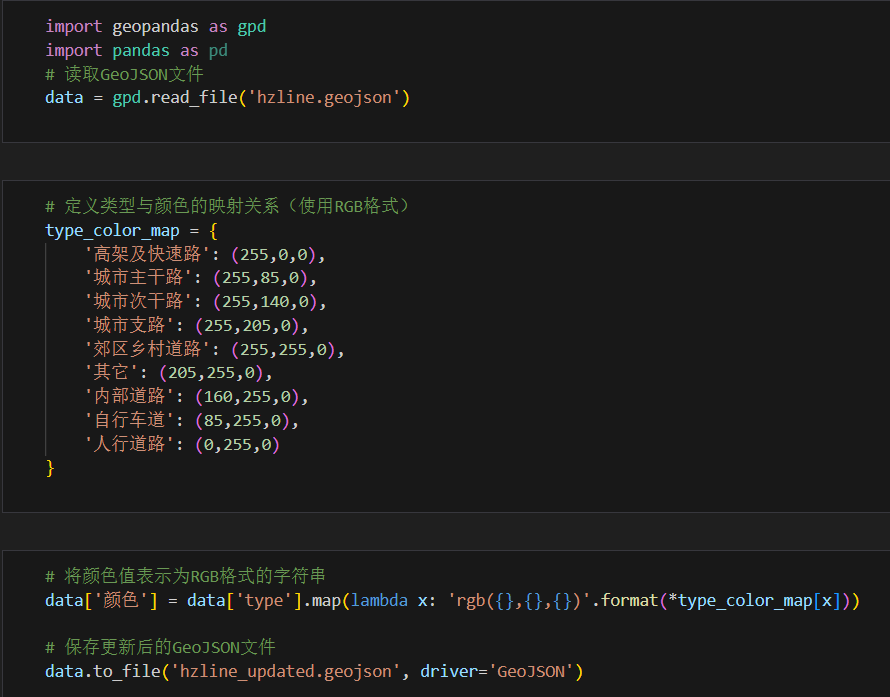 import geopandas as gpd
import pandas as pd
# 读取GeoJSON文件
data = gpd.read_file('hzline.geojson')
# 定义类型与颜色的映射关系（使用RGB格式）
type_color_map = {
    '高架及快速路': (255,0,0),
    '城市主干路': (255,85,0),
    '城市次干路': (255,140,0),
    '城市支路': (255,205,0),
    '郊区乡村道路': (255,255,0),
    '其它': (205,255,0),
    '内部道路': (160,255,0),
    '自行车道': (85,255,0),
    '人行道路': (0,255,0)
}
# 将颜色值表示为RGB格式的字符串
data['颜色'] = data['type'].map(lambda x: 'rgb({},{},{})'.format(*type_color_map[x]))
# 保存更新后的GeoJSON文件
data.to_file('hzline_updated.geojson', driver='GeoJSON')